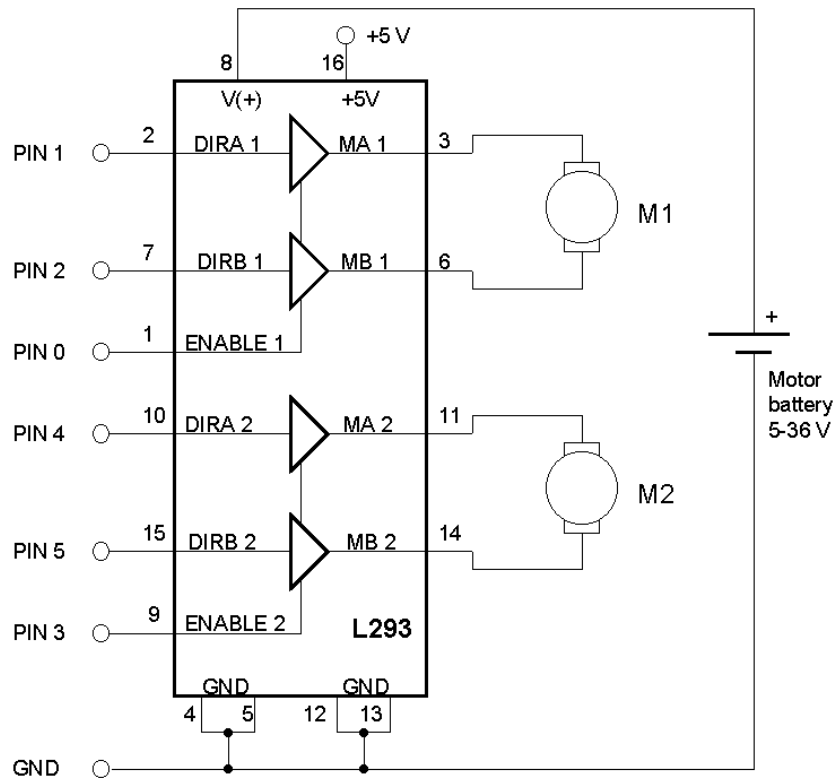 +5 V
8
16
V(+)
+5V
PIN 1
2
DIRA 1
MA 1
3
M1
PIN 2
7
DIRB 1
MB 1
6
PIN 0
1
ENABLE 1
+
Motor
battery
5-36 V
PIN 4
10
DIRA 2
MA 2
11
M2
PIN 5
15
DIRB 2
MB 2
14
PIN 3
9
ENABLE 2
L293
GND
GND
4
5
12
13
GND